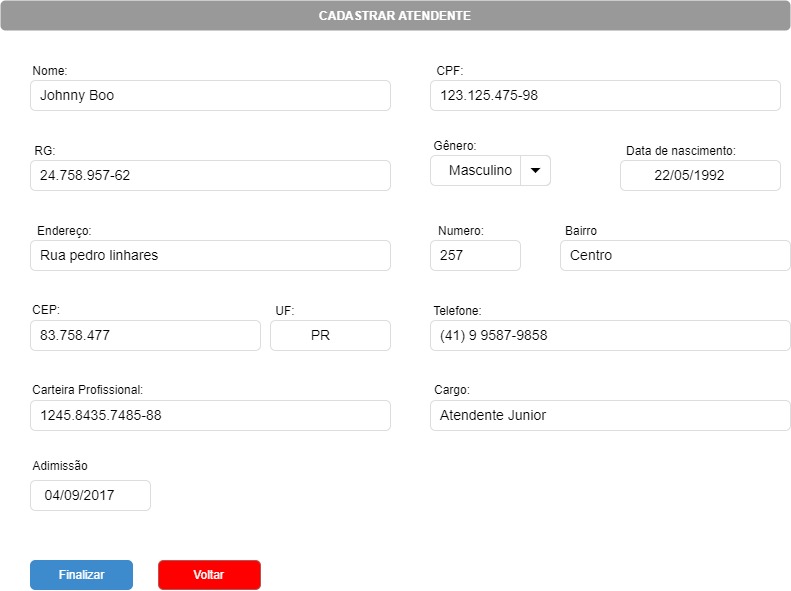 CADASTRAR ATENDENTE
Nome:
Johnny Boo
CPF:
123.125.475-98
RG:
24.758.957-62
Gênero:
Masculino
Data de nascimento:
22/05/1992
Endereço:
Rua pedro linhares
Numero:
257
Bairro
Centro
CEP:
83.758.477
UF:
PR
Telefone:
(41) 9 9587-9858
Carteira Profissional:
1245.8435.7485-88
Cargo:
Atendente Junior
Adimissão
04/09/2017
Finalizar
Voltar